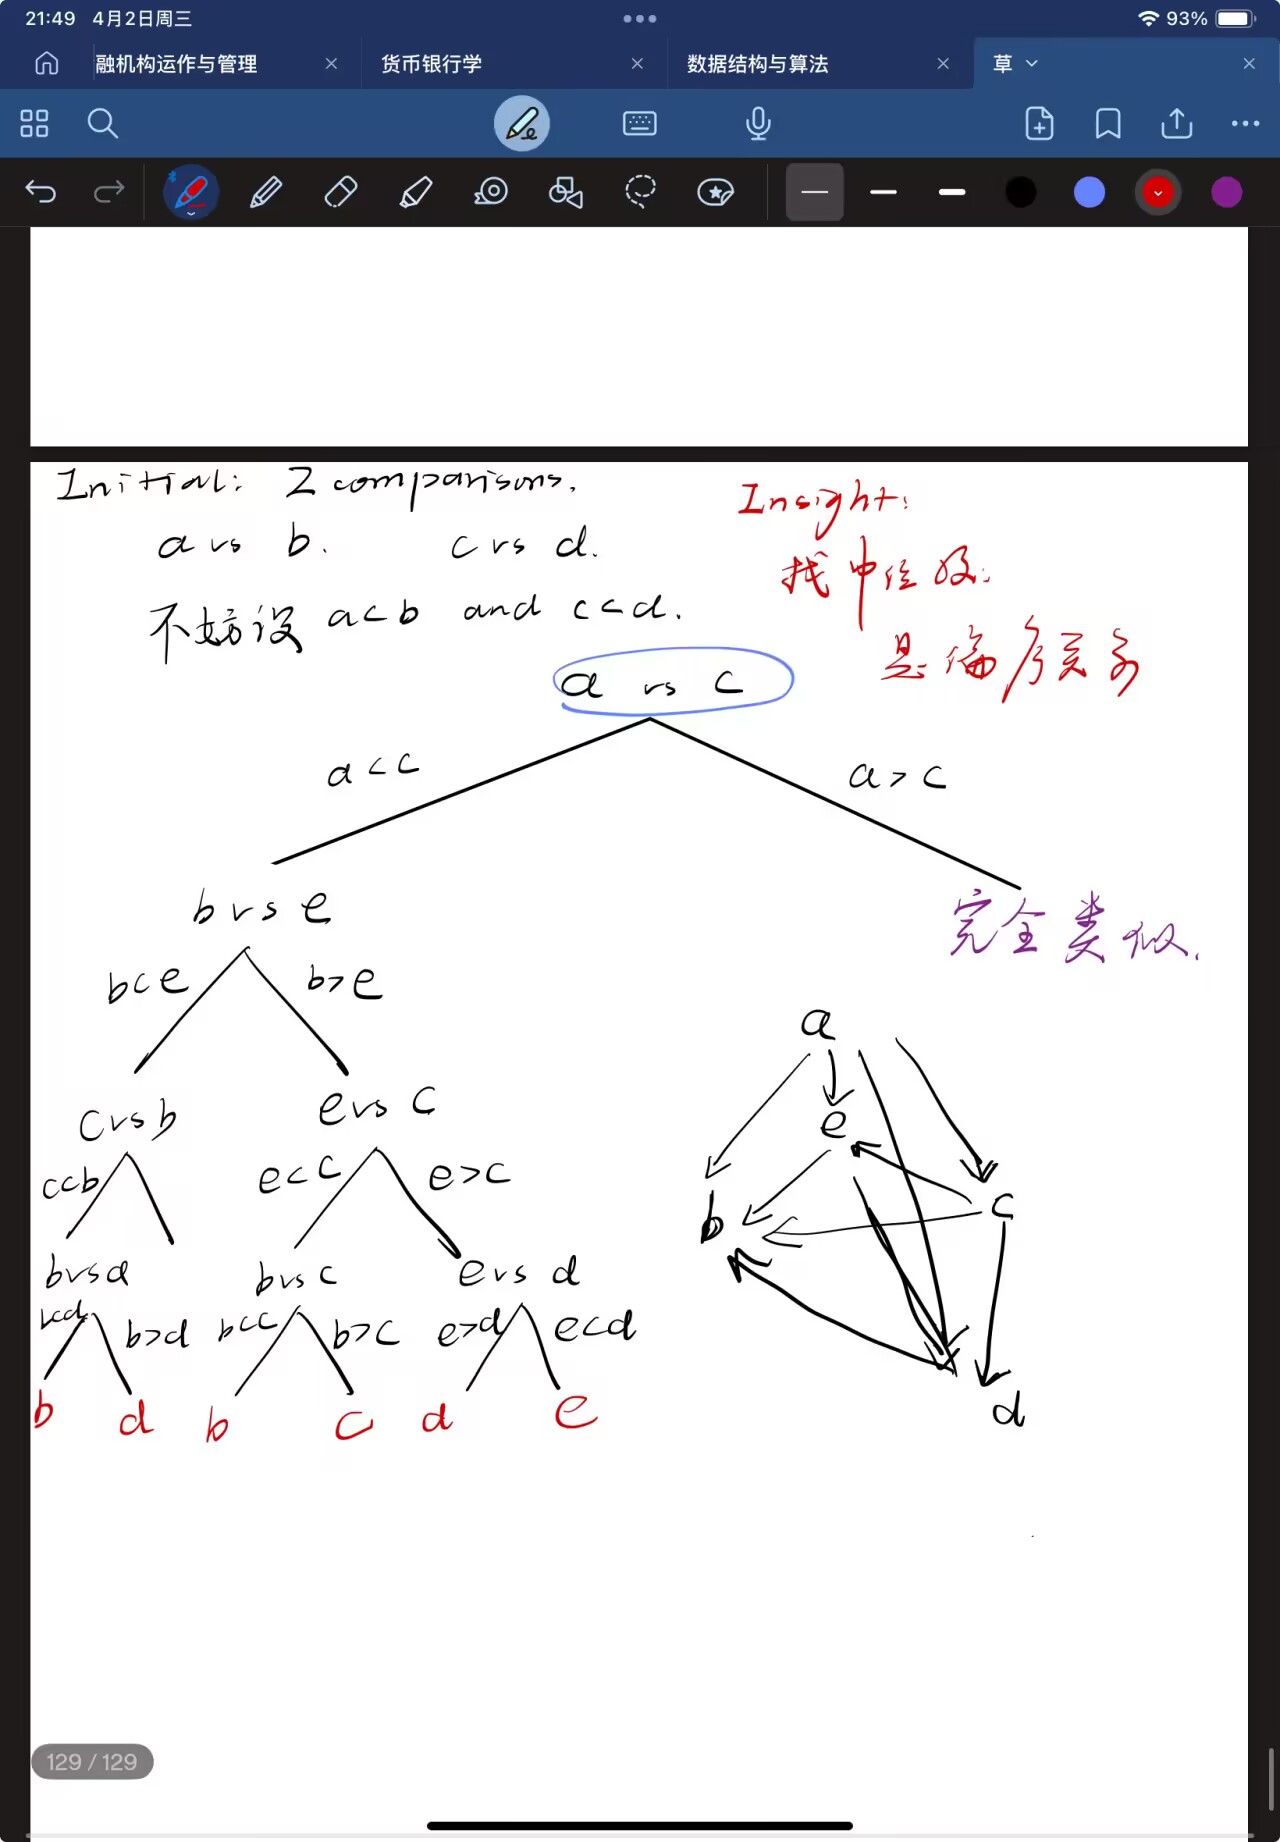 21:49 4月2日周三
93%
融机构运作与管理
货币银行学
数据结构与算法
草
Initial: 2 comparisons.
a vs b. c vs d.
不妨设 a<b and c<d.
Insight:
找中位数:
是偏序关系
a vs c
a<c
a>c
b vs e
完全类似.
b<e
b>e
c vs b
e vs c
c<b
e<c
e>c
b vs d
b vs c
e vs d
b<d
b>d
b<c
b>c
e>d
e<d
b
d
b
c
d
e
a
e
b
c
d
129 / 129